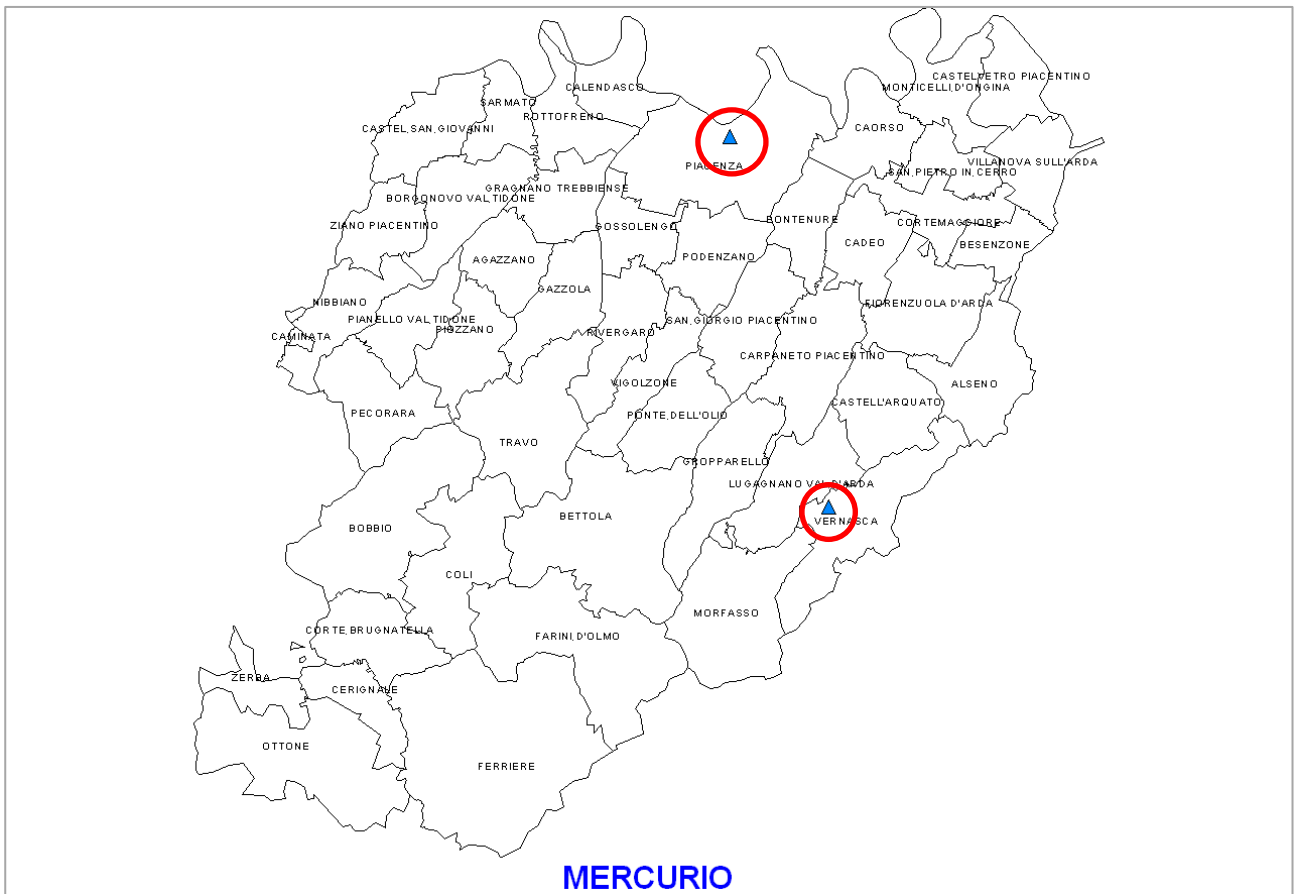 CASTELVETRO PIACENTINO
MONTICELLI,D'ONGINA
CALENDASCO
SARMATO
ROTTOFRENO
CASTEL,SAN,GIOVANNI
CAORSO
PIACENZA
VILLANOVA SULL'ARDA
SAN,PIETRO IN,CERRO
GRAGNANO TREBBIENSE
BORGONOVO VAL,TIDONE
ZIANO PIACENTINO
GOSSOLENGO
BONTENURE
CORTEMAGGIORE
CADEO
BESENZONE
PODENZANO
AGAZZANO
GAZZOLA
NIBBIANO
FIORENZUOLA D'ARDA
PIANELLO VAL,TIDONE
PIOZZANO
SAN,GIORGIO PIACENTINO
RIVERGARO
CAMINATA
CARPANETO PIACENTINO
VIGOLZONE
ALSENO
CASTELL'ARQUATO
PECORARA
PONTE,DELL'OLIO
TRAVO
GROPPARELLO
LUGAGNANO VAL D'ARDA
BETTOLA
VERNASCA
BOBBIO
COLI
MORFASSO
CORTE,BRUGNATELLA
FARINI,D'OLMO
ZERBA
CERIGNALE
OTTONE
FERRIERE
MERCURIO